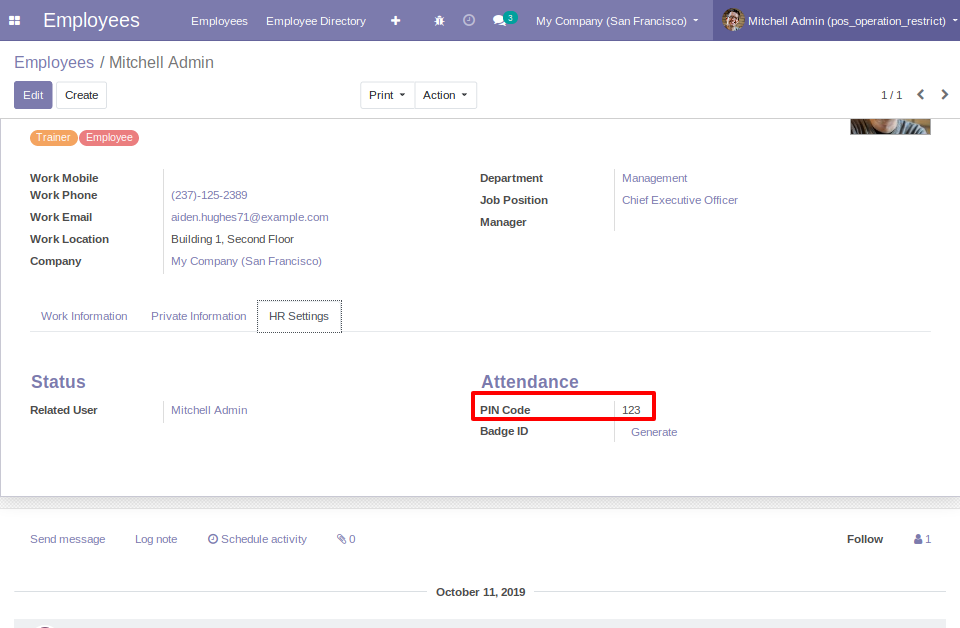 Employees Employees Employee Directory 3 My Company (San Francisco) Mitchell Admin (pos_operation_restrict)
Employees / Mitchell Admin
Edit Create Print Action 1 / 1
Trainer Employee
Work Mobile Department Management
Work Phone (237)-125-2389 Job Position Chief Executive Officer
Work Email aiden.hughes71@example.com Manager
Work Location Building 1, Second Floor
Company My Company (San Francisco)
Work Information Private Information HR Settings
Status Attendance
Related User Mitchell Admin PIN Code 123
Badge ID Generate
Send message Log note Schedule activity 0 Follow 1
October 11, 2019